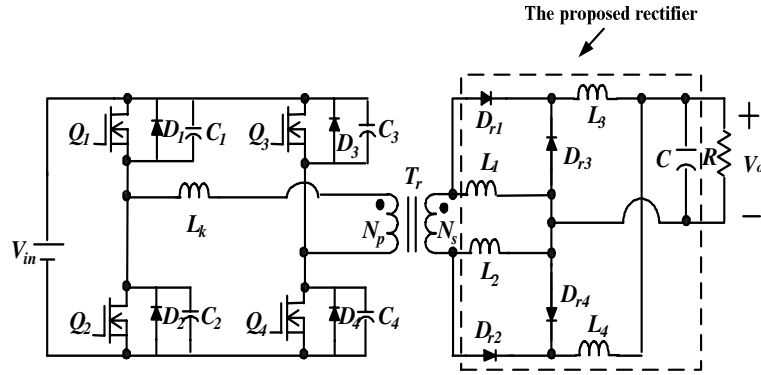 The proposed rectifier
Q1 D1 C1 Q3 D3 C3
Dr1 L3
Dr3 C R + Vo −
Tr L1
Lk Np Ns
Vin
L2
Q2 D2 C2 Q4 D4 C4
Dr4
Dr2 L4